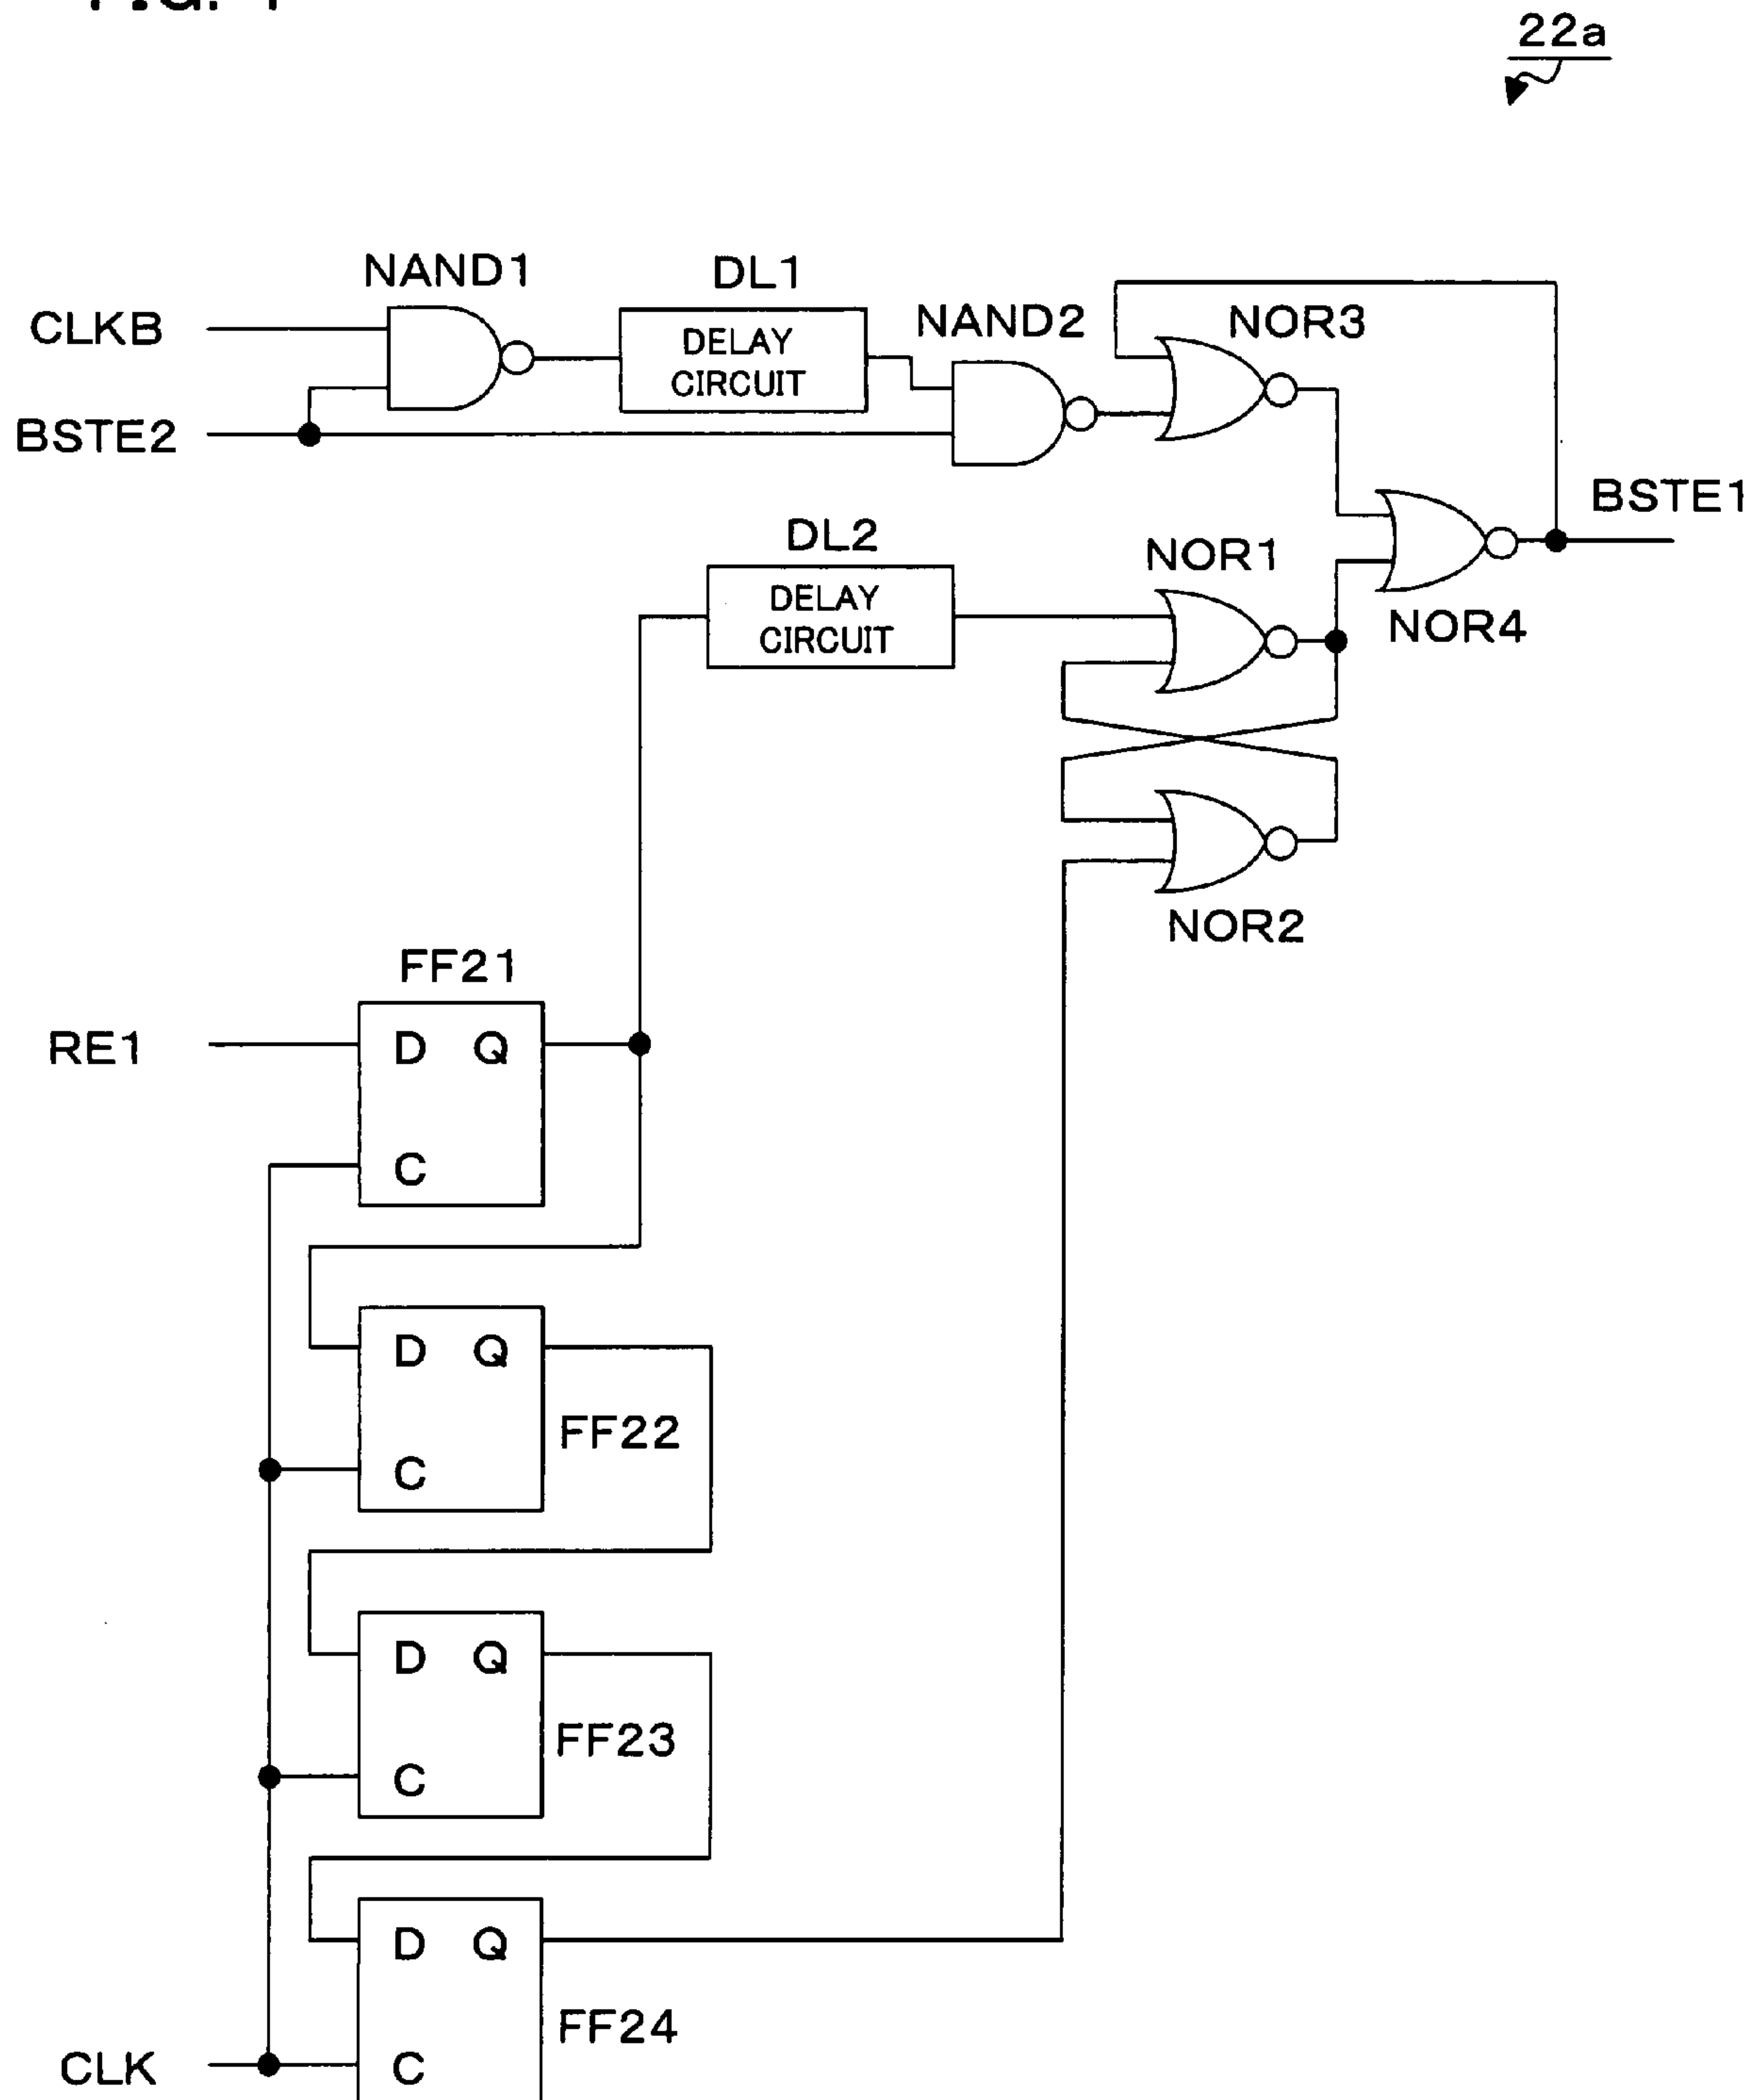 22a
NAND1
DL1
CLKB
DELAY
CIRCUIT
NAND2
NOR3
BSTE2
BSTE1
DL2
NOR1
DELAY
CIRCUIT
NOR4
NOR2
FF21
RE1
D Q
C
D Q
FF22
C
D Q
FF23
C
D Q
FF24
CLK
C